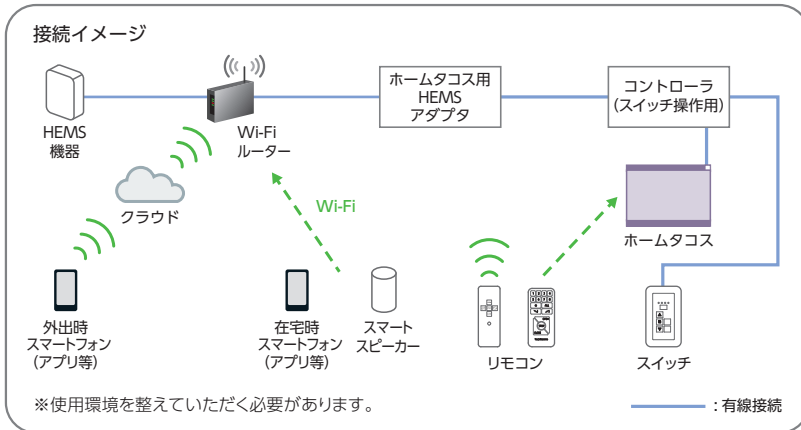 接続イメージ
HEMS
機器
Wi-Fi
ルーター
ホームタコス用
HEMS
アダプタ
コントローラ
(スイッチ操作用)
クラウド
Wi-Fi
ホームタコス
外出時
スマートフォン
(アプリ等)
在宅時
スマートフォン
(アプリ等)
スマート
スピーカー
リモコン
スイッチ
※使用環境を整えていただく必要があります。
：有線接続